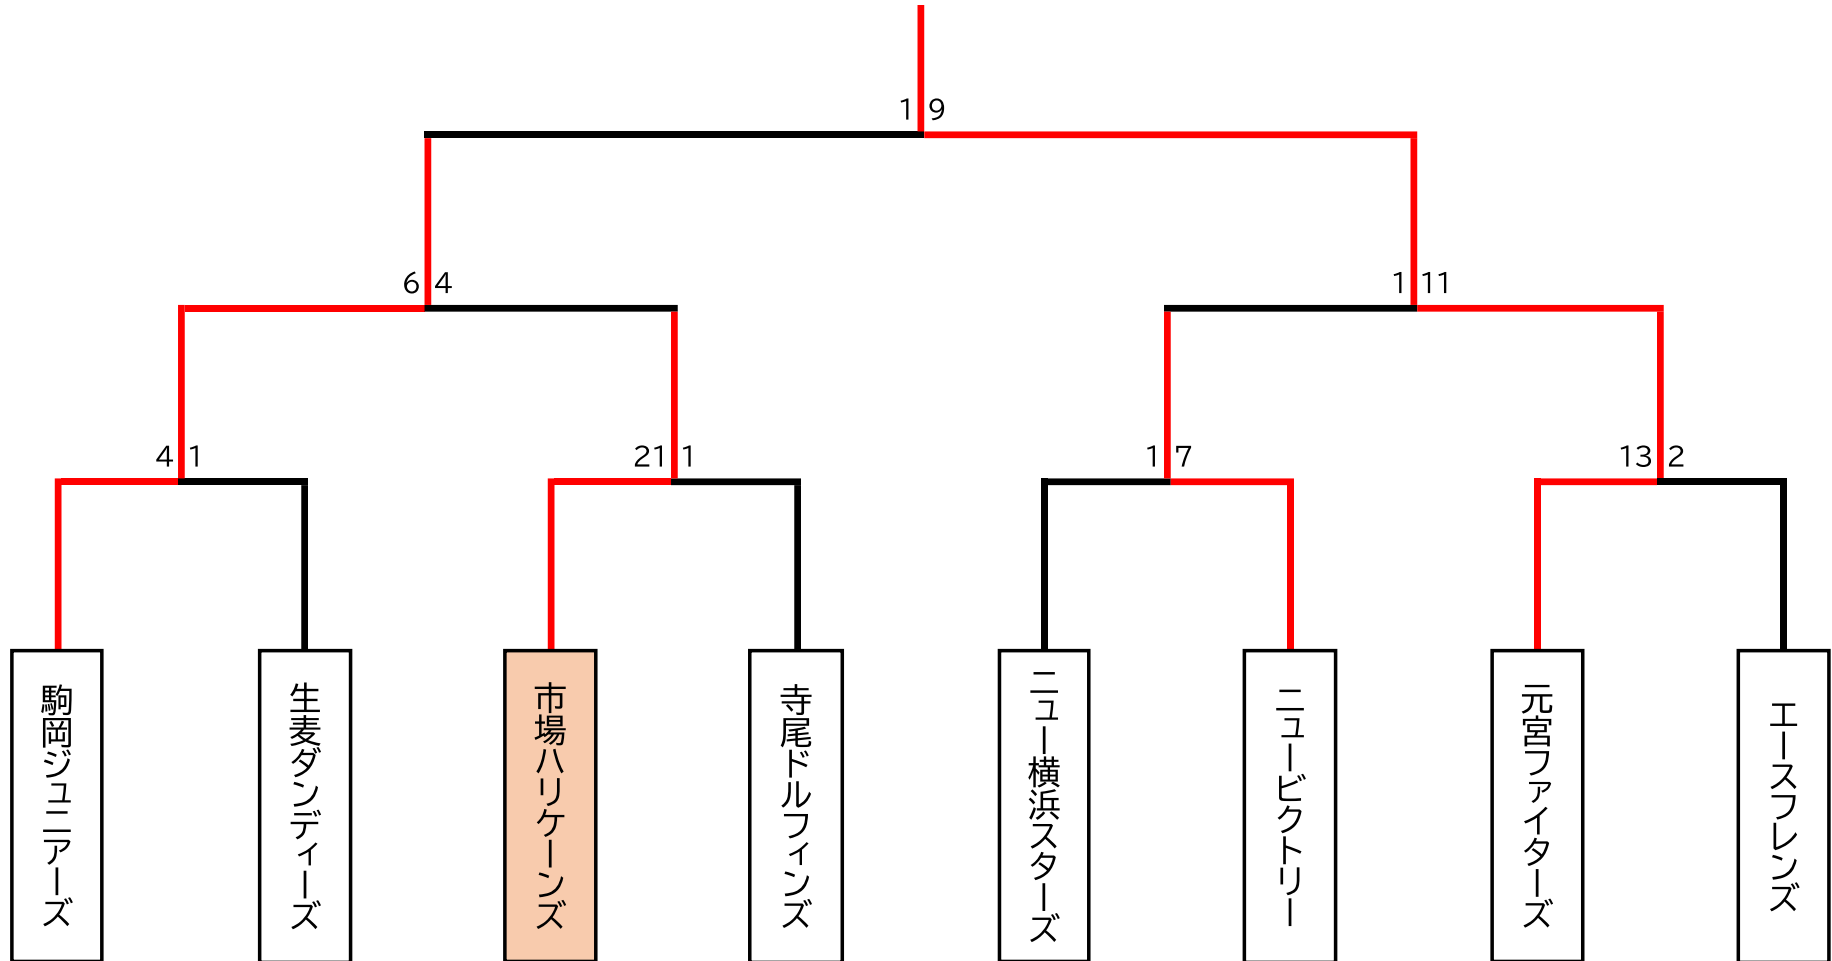 1 9
6 4
1 11
4 1
21 1
1 7
13 2
駒岡ジュニアーズ
生麦ダンディーズ
市場ハリケーンズ
寺尾ドルフィンズ
ニュー横浜スターズ
ニュービクトリー
元宮ファイターズ
エースフレンズ